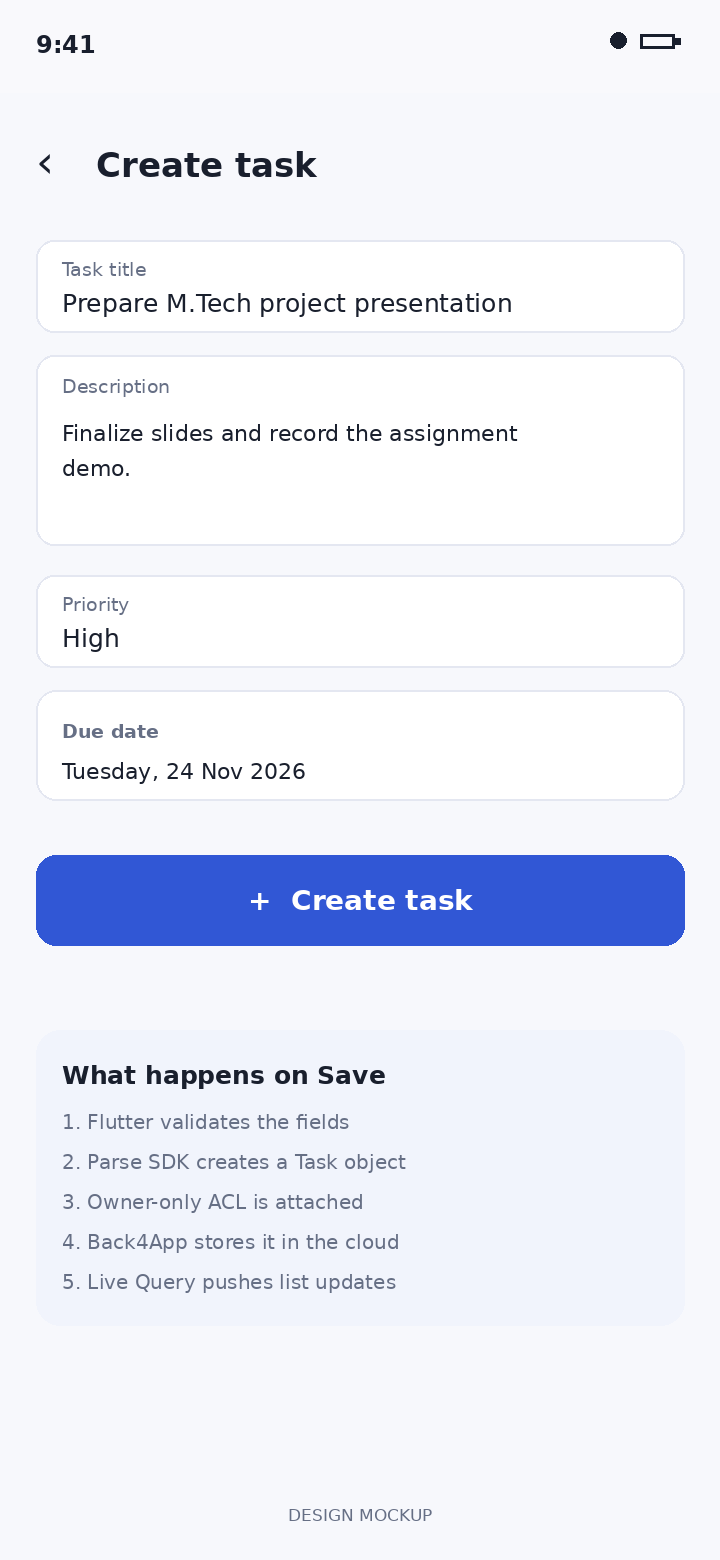 9:41
Create task
Task title
Prepare M.Tech project presentation
Description
Finalize slides and record the assignment
demo.
Priority
High
Due date
Tuesday, 24 Nov 2026
+ Create task
What happens on Save
1. Flutter validates the fields
2. Parse SDK creates a Task object
3. Owner-only ACL is attached
4. Back4App stores it in the cloud
5. Live Query pushes list updates
DESIGN MOCKUP